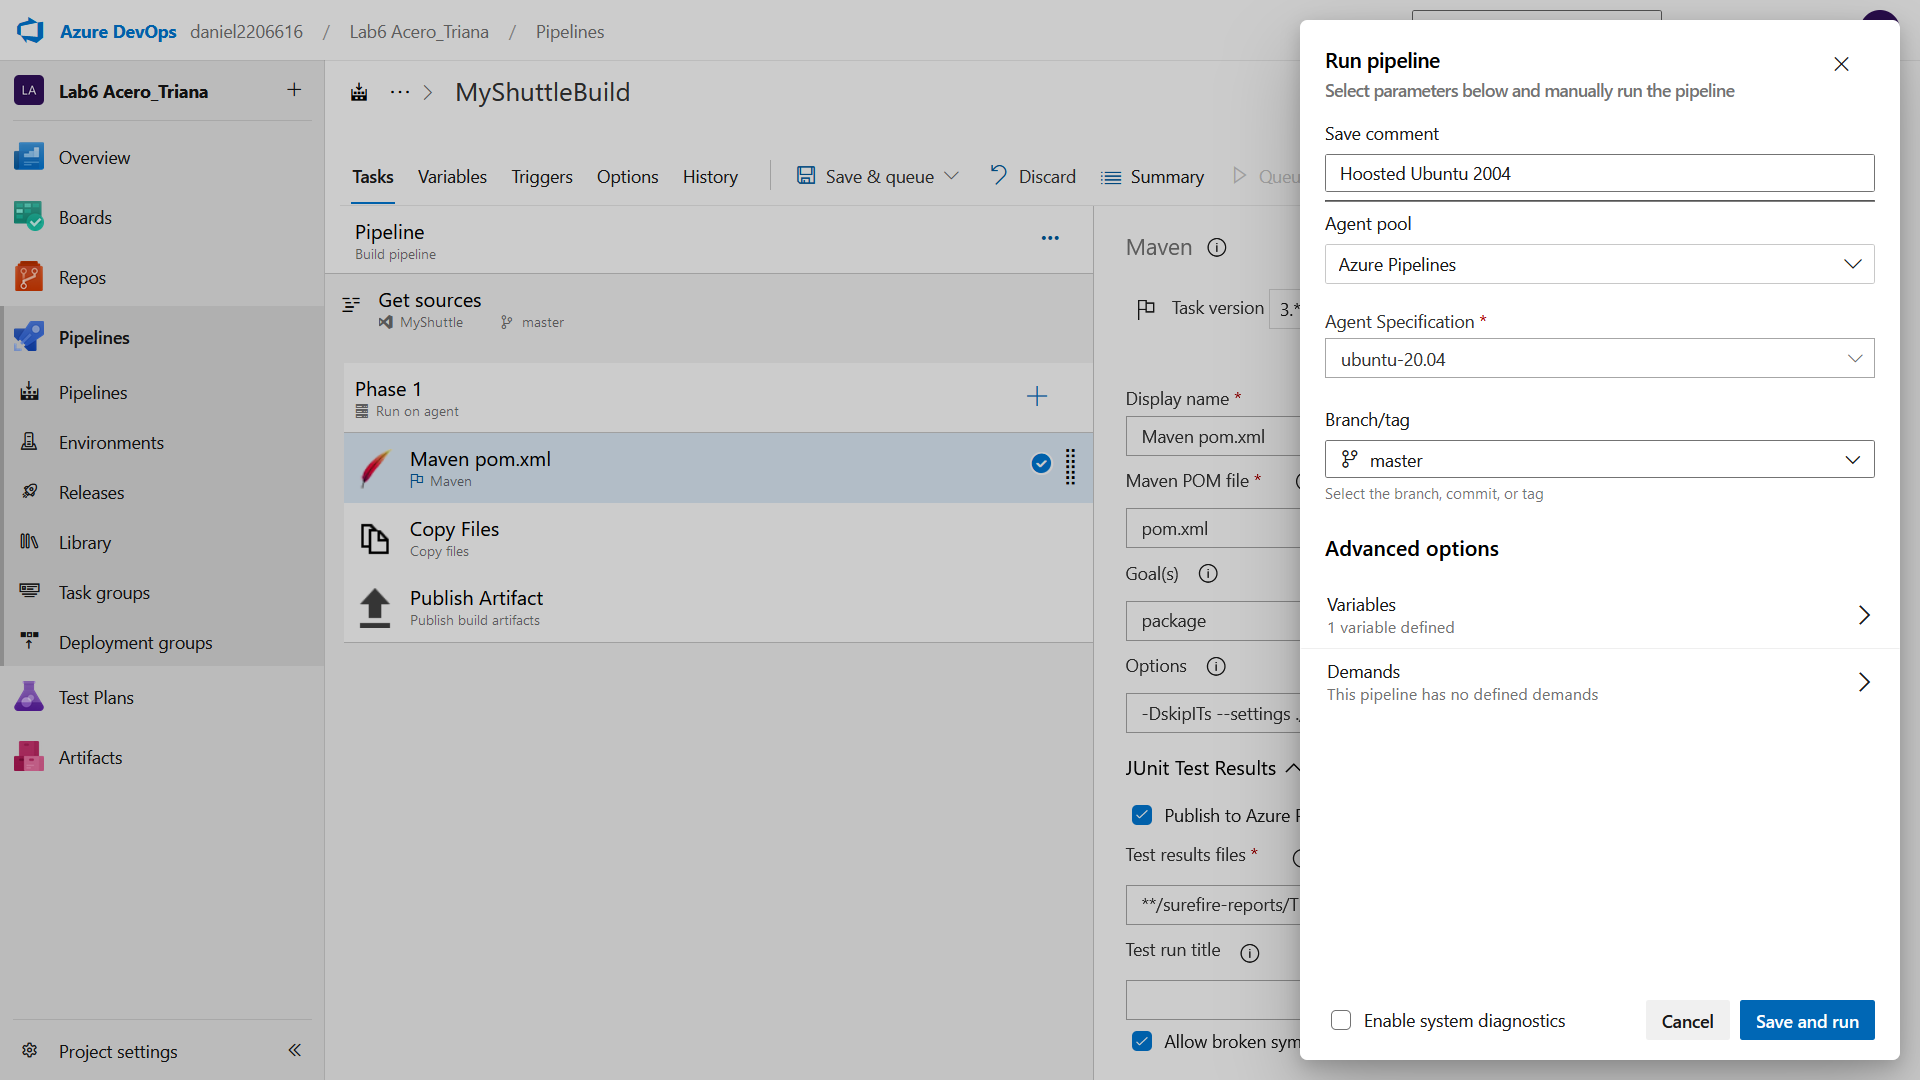 Azure DevOps daniel2206616 / Lab6 Acero_Triana / Pipelines
LA Lab6 Acero_Triana
Overview
Boards
Repos
Pipelines
Pipelines
Environments
Releases
Library
Task groups
Deployment groups
Test Plans
Artifacts
Project settings
MyShuttleBuild
Tasks Variables Triggers Options History Save & queue Discard Summary Queu
Pipeline
Build pipeline
Get sources
MyShuttle master
Phase 1
Run on agent
Maven pom.xml
Maven
Copy Files
Copy files
Publish Artifact
Publish build artifacts
Maven
Task version 3.*
Display name *
Maven pom.xml
Maven POM file *
pom.xml
Goal(s)
package
Options
-DskipITs --settings .
JUnit Test Results
Publish to Azure
Test results files *
**/surefire-reports/T
Test run title
Allow broken sym
Run pipeline
Select parameters below and manually run the pipeline
Save comment
Hoosted Ubuntu 2004
Agent pool
Azure Pipelines
Agent Specification *
ubuntu-20.04
Branch/tag
master
Select the branch, commit, or tag
Advanced options
Variables
1 variable defined
Demands
This pipeline has no defined demands
Enable system diagnostics
Cancel
Save and run